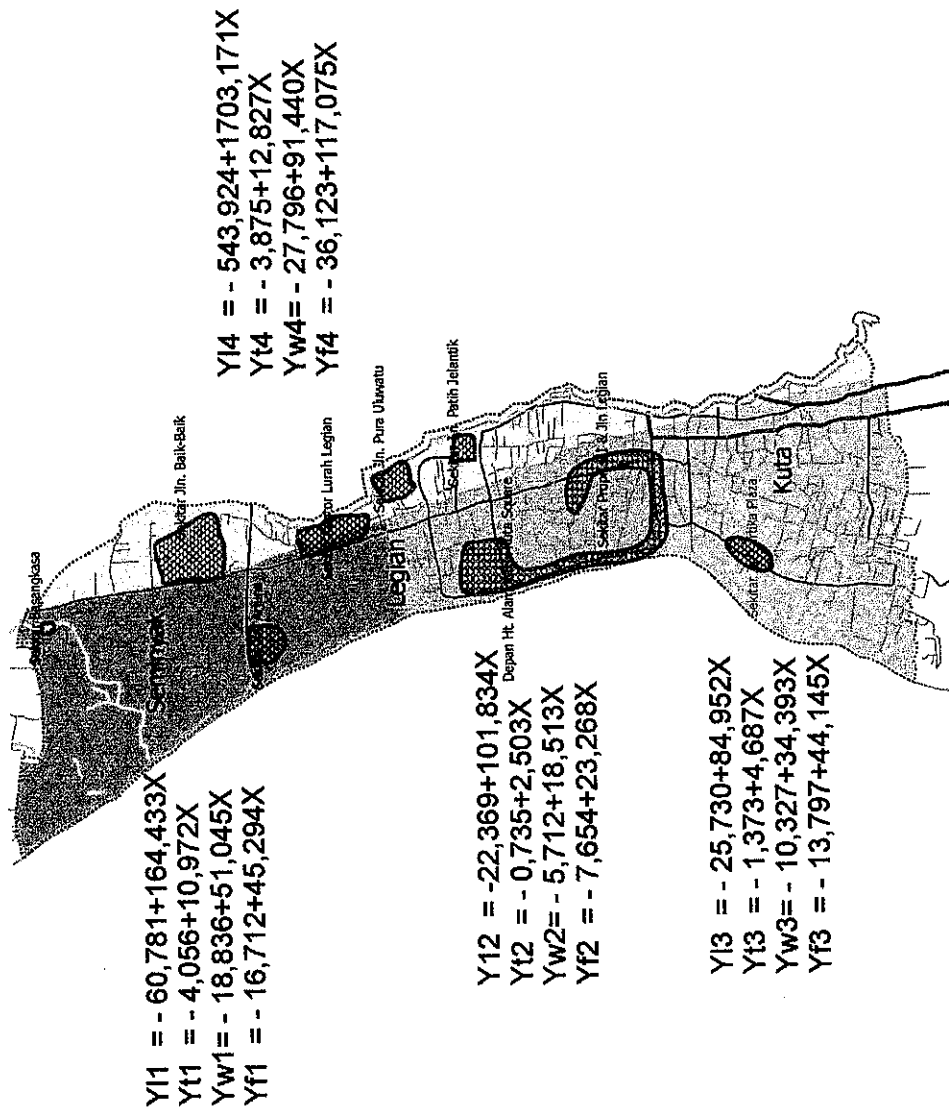 Yl1 = - 60,781+164,433X
Yt1 = - 4,056+10,972X
Yw1= - 18,836+51,045X
Yf1 = - 16,712+45,294X
Y12 = -22,369+101,834X
Yt2 = - 0,735+2,503X
Yw2= - 5,712+18,513X
Yf2 = - 7,654+23,268X
Yl3 = - 25,730+84,952X
Yt3 = - 1,373+4,687X
Yw3= - 10,327+34,393X
Yf3 = - 13,797+44,145X
Yl4 = - 543,924+1703,171X
Yt4 = - 3,875+12,827X
Yw4= - 27,796+91,440X
Yf4 = - 36,123+117,075X
Seminyak
Jln. Baik-Baik
Lurah Legian
Legian
Jln. Pura Uluwatu
Patih Jelantik
Depan Ht.
& Jln Legian
Plaza
Kuta